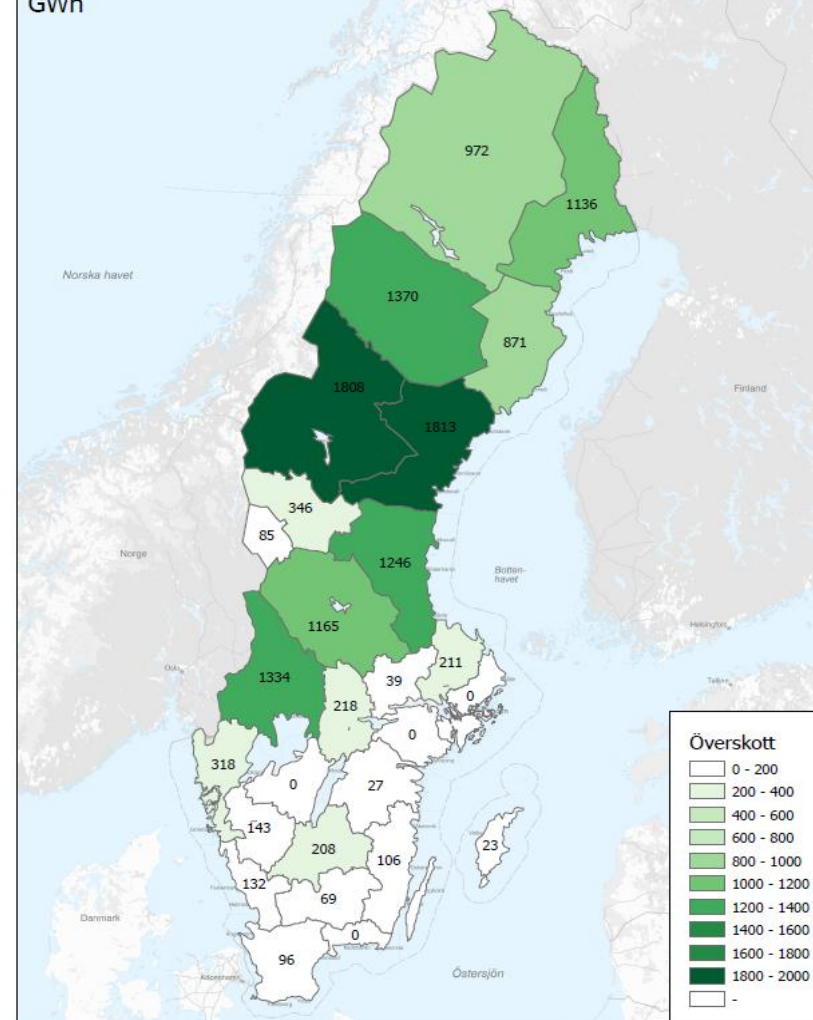 GWh
972
1136
Norska havet
1370
871
Finland
1808
1813
346
85
1246
Norge
Botten-
havet
1165
Helsingfors
211
Oslo
1334
39
0
Tallinn
218
0
318
0
27
143
23
208
106
132
69
0
96
Danmark
Östersjön
Överskott
0 - 200
200 - 400
400 - 600
600 - 800
800 - 1000
1000 - 1200
1200 - 1400
1400 - 1600
1600 - 1800
1800 - 2000
-